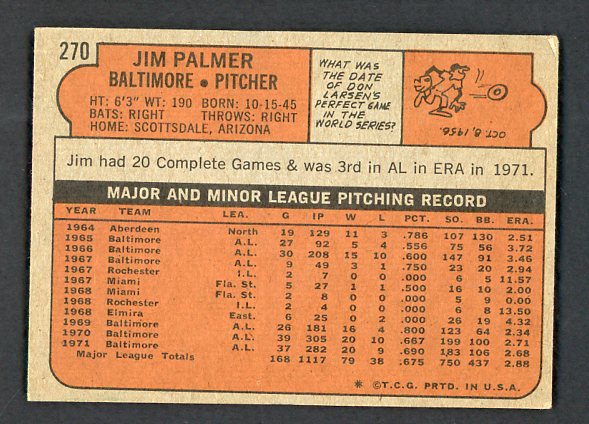 270
JIM PALMER
BALTIMORE • PITCHER
HT: 6'3" WT: 190 BORN: 10-15-45
BATS: RIGHT THROWS: RIGHT
HOME: SCOTTSDALE, ARIZONA
WHAT WAS
THE DATE
OF DON
LARSEN'S
PERFECT GAME
IN THE
WORLD SERIES?
OCT. 8, 1956.
Jim had 20 Complete Games & was 3rd in AL in ERA in 1971.
MAJOR AND MINOR LEAGUE PITCHING RECORD
YEAR TEAM LEA. G IP W L PCT. SO. BB. ERA.
1964 Aberdeen North 19 129 11 3 .786 107 130 2.51
1965 Baltimore A.L. 27 92 5 4 .556 75 56 3.72
1966 Baltimore A.L. 30 208 15 10 .600 147 91 3.46
1967 Baltimore A.L. 9 49 3 1 .750 23 20 2.94
1967 Rochester I.L. 2 7 0 0 .000 6 5 11.57
1967 Miami Fla. St. 5 27 1 1 .500 16 10 2.00
1968 Miami Fla. St. 2 8 0 0 .000 5 9 0.00
1968 Rochester I.L. 2 4 0 0 .000 6 8 13.50
1968 Elmira East. 6 25 0 2 .000 26 19 4.32
1969 Baltimore A.L. 26 181 16 4 .800 123 64 2.34
1970 Baltimore A.L. 39 305 20 10 .667 199 100 2.71
1971 Baltimore A.L. 37 282 20 9 .690 183 106 2.68
Major League Totals 168 1117 79 38 .675 750 437 2.88
* © T.C.G. PRTD. IN U.S.A.